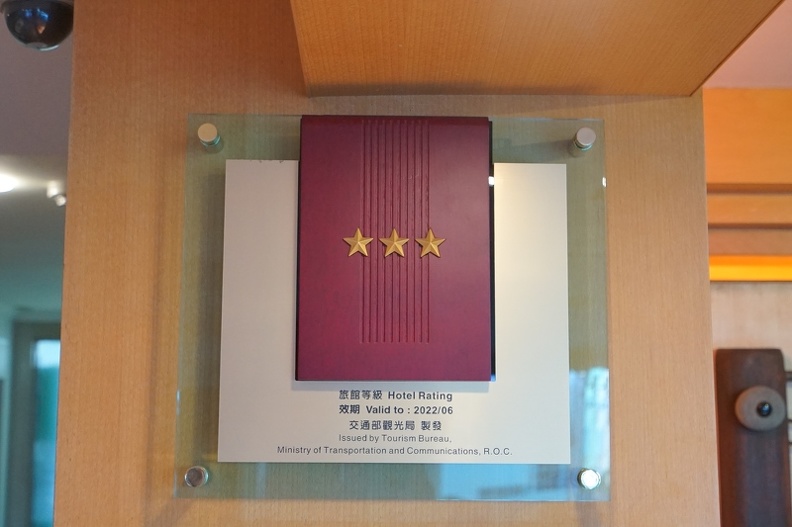 旅館等級 Hotel Rating
效期 Valid to : 2022/06
交通部觀光局 製發
Issued by Tourism Bureau,
Ministry of Transportation and Communications, R.O.C.